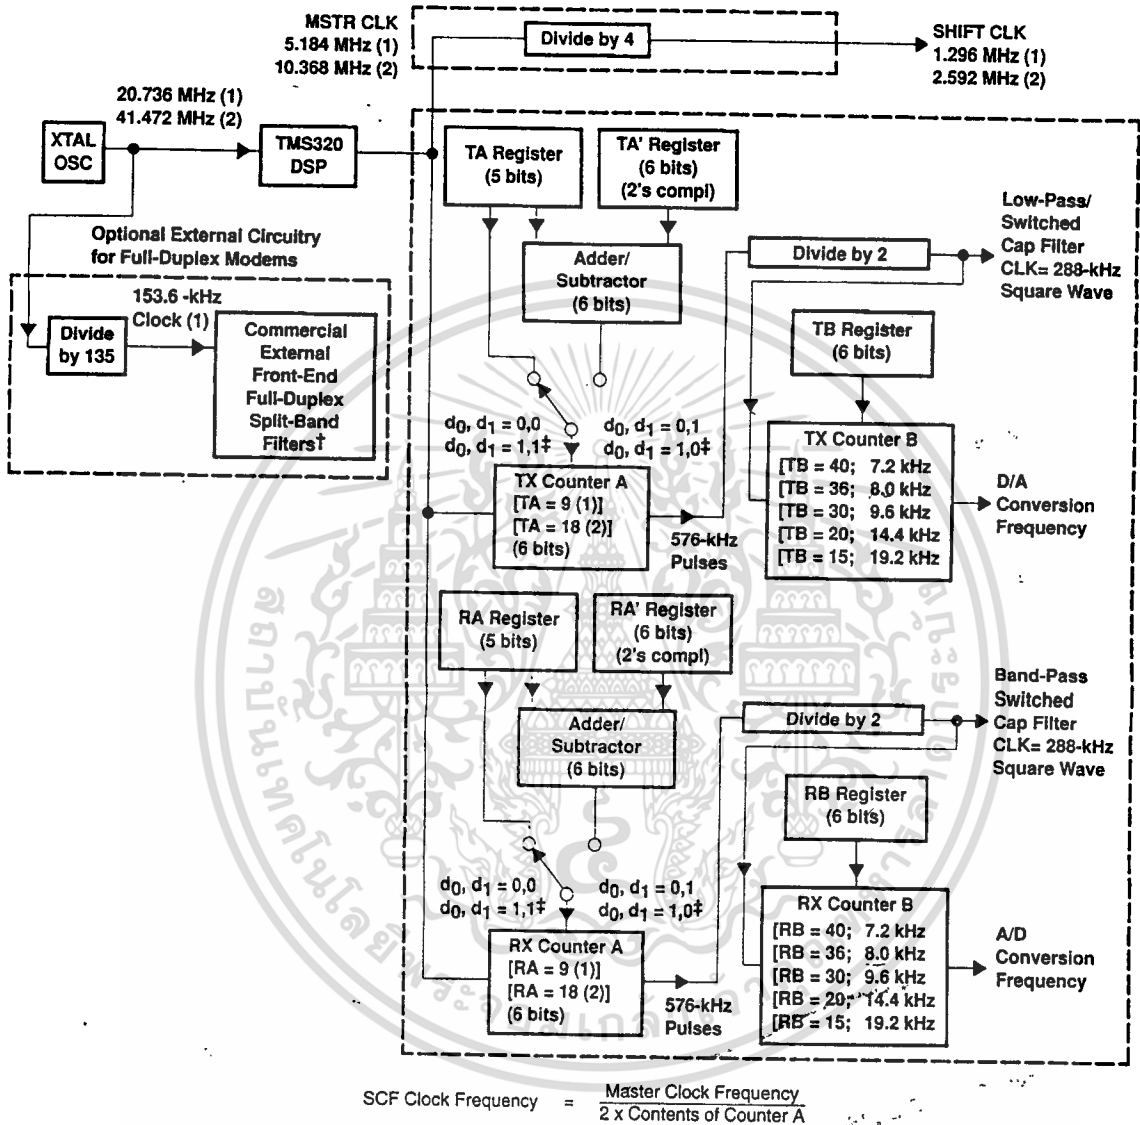 MSTR CLK
5.184 MHz (1)
10.368 MHz (2)
Divide by 4
SHIFT CLK
1.296 MHz (1)
2.592 MHz (2)
20.736 MHz (1)
41.472 MHz (2)
XTAL
OSC
TMS320
DSP
TA Register
(5 bits)
TA' Register
(6 bits)
(2's compl)
Optional External Circuitry
for Full-Duplex Modems
153.6 -kHz
Clock (1)
Divide
by 135
Commercial
External
Front-End
Full-Duplex
Split-Band
Filters†
Adder/
Subtractor
(6 bits)
Divide by 2
Low-Pass/
Switched
Cap Filter
CLK= 288-kHz
Square Wave
TB Register
(6 bits)
d0, d1 = 0,0
d0, d1 = 1,1‡
d0, d1 = 0,1
d0, d1 = 1,0‡
TX Counter A
[TA = 9 (1)]
[TA = 18 (2)]
(6 bits)
576-kHz
Pulses
TX Counter B
[TB = 40; 7.2 kHz
[TB = 36; 8.0 kHz
[TB = 30; 9.6 kHz
[TB = 20; 14.4 kHz
[TB = 15; 19.2 kHz
D/A
Conversion
Frequency
RA Register
(5 bits)
RA' Register
(6 bits)
(2's compl)
Adder/
Subtractor
(6 bits)
Divide by 2
Band-Pass
Switched
Cap Filter
CLK= 288-kHz
Square Wave
RB Register
(6 bits)
d0, d1 = 0,0
d0, d1 = 1,1‡
d0, d1 = 0,1
d0, d1 = 1,0‡
RX Counter A
[RA = 9 (1)]
[RA = 18 (2)]
(6 bits)
576-kHz
Pulses
RX Counter B
[RB = 40; 7.2 kHz
[RB = 36; 8.0 kHz
[RB = 30; 9.6 kHz
[RB = 20; 14.4 kHz
[RB = 15; 19.2 kHz
A/D
Conversion
Frequency
SCF Clock Frequency = Master Clock Frequency
2 x Contents of Counter A